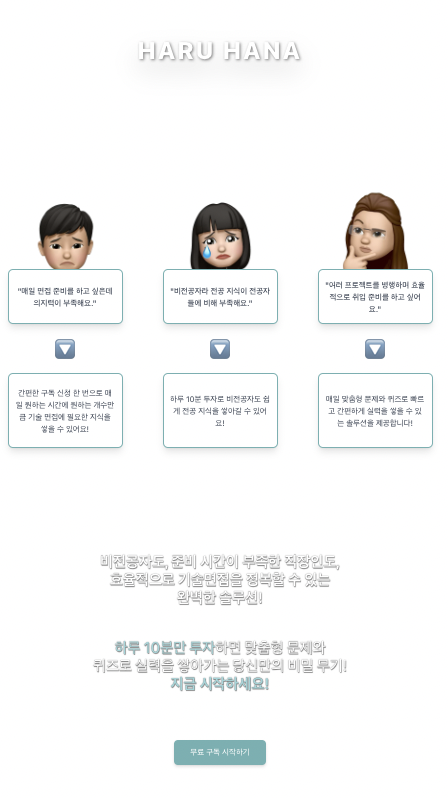 HARU HANA
"매일 면접 준비를 하고 싶은데
의지력이 부족해요."
"비전공자라 전공 지식이 전공자
들에 비해 부족해요."
"여러 프로젝트를 병행하며 효율
적으로 취업 준비를 하고 싶어
요."
간편한 구독 신청 한 번으로 매
일 원하는 시간에 원하는 개수만
큼 기술 면접에 필요한 지식을
쌓을 수 있어요!
하루 10분 투자로 비전공자도 쉽
게 전공 지식을 쌓아갈 수 있어
요!
매일 맞춤형 문제와 퀴즈로 빠르
고 간편하게 실력을 쌓을 수 있
는 솔루션을 제공합니다!
비전공자도, 준비 시간이 부족한 직장인도,
효율적으로 기술면접을 정복할 수 있는
완벽한 솔루션!
하루 10분만 투자하면 맞춤형 문제와
퀴즈로 실력을 쌓아가는 당신만의 비밀 무기!
지금 시작하세요!
무료 구독 시작하기